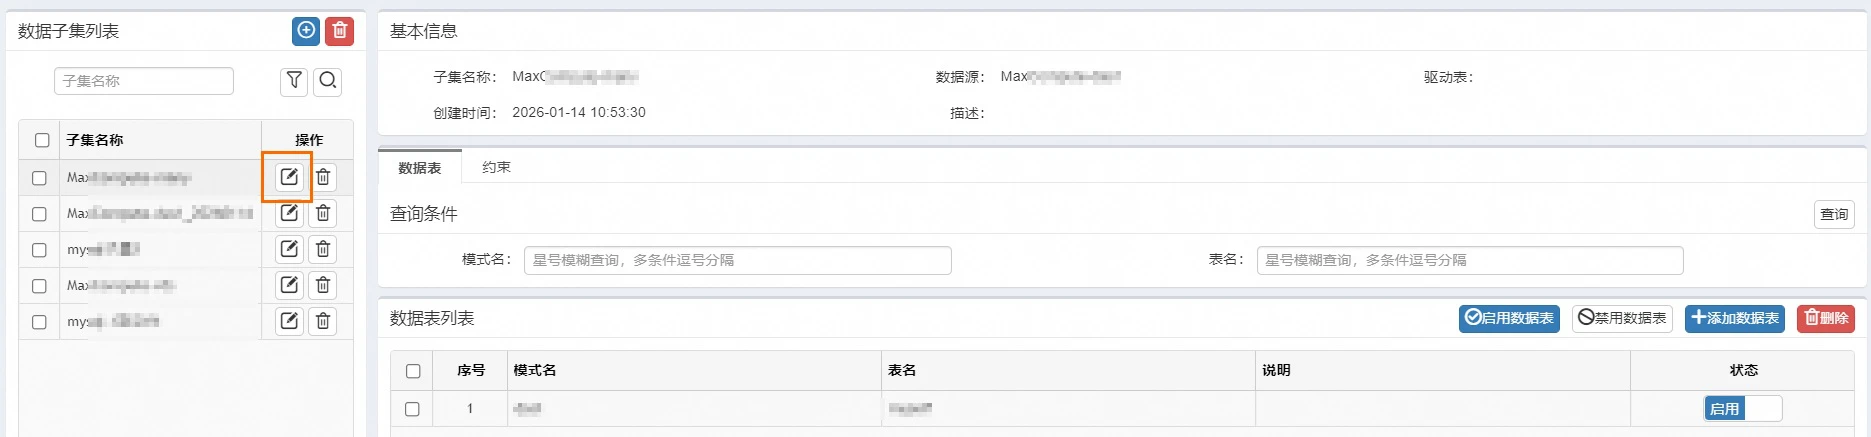 数据子集列表
子集名称
子集名称 操作
Max
Max
mys
Max
mys
基本信息
子集名称： Max 数据源： Max 驱动表：
创建时间： 2026-01-14 10:53:30 描述：
数据表 约束
查询条件 查询
模式名： 星号模糊查询，多条件逗号分隔 表名： 星号模糊查询，多条件逗号分隔
数据表列表 启用数据表 禁用数据表 添加数据表 删除
序号 模式名 表名 说明 状态
1 启用